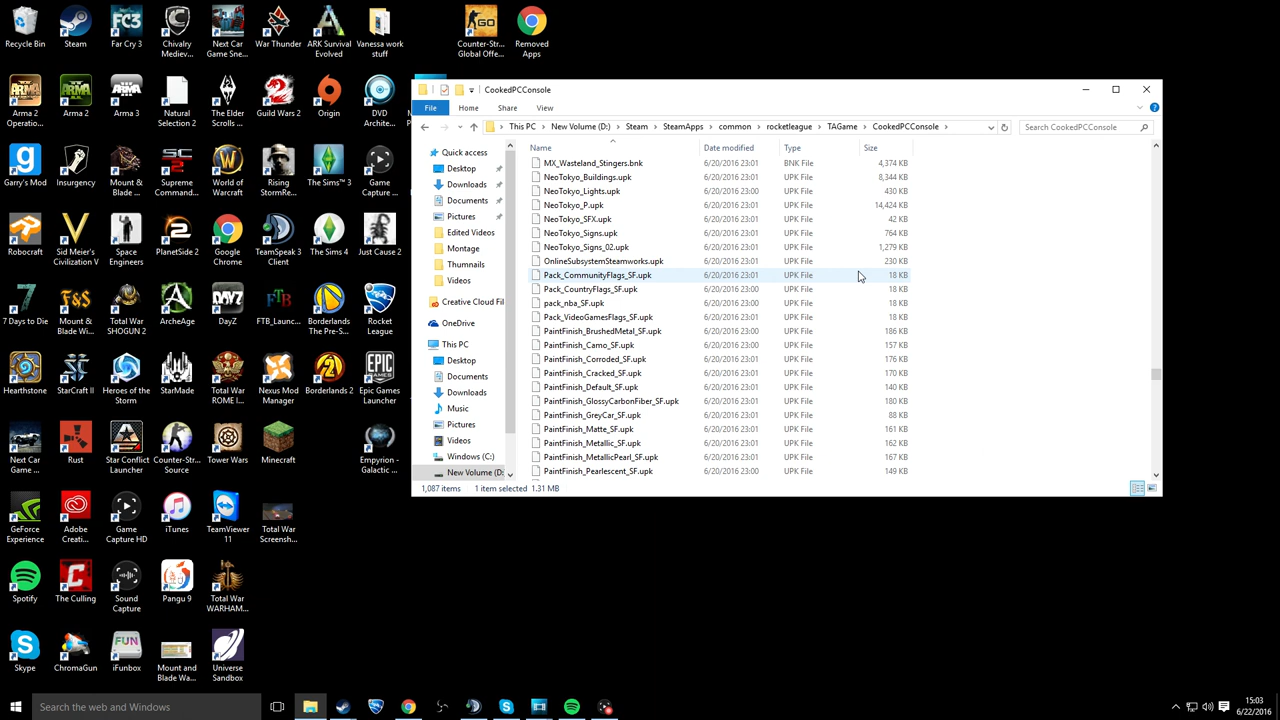 Recycle Bin
Steam
Far Cry 3
Chivalry
Mediev...
Next Car
Game Sne...
War Thunder
ARK Survival
Evolved
Vanessa work
stuff
Counter-Str...
Global Offe...
Removed
Apps
Arma 2
Operatio...
Arma 2
Arma 3
Natural
Selection 2
The Elder
Scrolls ...
Guild Wars 2
Origin
DVD
Archite...
Garry's Mod
Insurgency
Mount &
Blade ...
Supreme
Command...
World of
Warcraft
Rising
StormRe...
The Sims™ 3
Game
Capture ...
Robocraft
Sid Meier's
Civilization V
Space
Engineers
PlanetSide 2
Google
Chrome
TeamSpeak 3
Client
The Sims 4
Just Cause 2
7 Days to Die
Mount &
Blade Wi...
Total War
SHOGUN 2
ArcheAge
DayZ
FTB_Launc...
Borderlands
The Pre-S...
Rocket
League
Hearthstone
StarCraft II
Heroes of the
Storm
StarMade
Total War
ROME I...
Nexus Mod
Manager
Borderlands 2
Epic Games
Launcher
Next Car
Game ...
Rust
Star Conflict
Launcher
Counter-Str...
Source
Tower Wars
Minecraft
Empyrion -
Galactic ...
GeForce
Experience
Adobe
Creati...
Game
Capture HD
iTunes
TeamViewer
11
Total War
Screensh...
Spotify
The Culling
Sound
Capture
Pangu 9
Total War
WARHAM...
Skype
ChromaGun
iFunbox
Mount and
Blade Wa...
Universe
Sandbox
CookedPCConsole
File Home Share View
This PC > New Volume (D:) > Steam > SteamApps > common > rocketleague > TAGame > CookedPCConsole >
Search CookedPCConsole
Quick access
Desktop
Downloads
Documents
Pictures
Edited Videos
Montage
Thumnails
Videos
Creative Cloud Fil
OneDrive
This PC
Desktop
Documents
Downloads
Music
Pictures
Videos
Windows (C:)
New Volume (D:
Name Date modified Type Size
MX_Wasteland_Stingers.bnk 6/20/2016 23:01 BNK File 4,374 KB
NeoTokyo_Buildings.upk 6/20/2016 23:01 UPK File 8,344 KB
NeoTokyo_Lights.upk 6/20/2016 23:00 UPK File 430 KB
NeoTokyo_P.upk 6/20/2016 23:01 UPK File 14,424 KB
NeoTokyo_SFX.upk 6/20/2016 23:01 UPK File 42 KB
NeoTokyo_Signs.upk 6/20/2016 23:01 UPK File 764 KB
NeoTokyo_Signs_02.upk 6/20/2016 23:01 UPK File 1,279 KB
OnlineSubsystemSteamworks.upk 6/20/2016 23:01 UPK File 230 KB
Pack_CommunityFlags_SF.upk 6/20/2016 23:01 UPK File 18 KB
Pack_CountryFlags_SF.upk 6/20/2016 23:00 UPK File 18 KB
pack_nba_SF.upk 6/20/2016 23:01 UPK File 18 KB
Pack_VideoGamesFlags_SF.upk 6/20/2016 23:01 UPK File 18 KB
PaintFinish_BrushedMetal_SF.upk 6/20/2016 23:00 UPK File 186 KB
PaintFinish_Camo_SF.upk 6/20/2016 23:00 UPK File 157 KB
PaintFinish_Corroded_SF.upk 6/20/2016 23:01 UPK File 176 KB
PaintFinish_Cracked_SF.upk 6/20/2016 23:01 UPK File 170 KB
PaintFinish_Default_SF.upk 6/20/2016 23:01 UPK File 140 KB
PaintFinish_GlossyCarbonFiber_SF.upk 6/20/2016 23:01 UPK File 180 KB
PaintFinish_GreyCar_SF.upk 6/20/2016 23:01 UPK File 88 KB
PaintFinish_Matte_SF.upk 6/20/2016 23:01 UPK File 161 KB
PaintFinish_Metallic_SF.upk 6/20/2016 23:01 UPK File 162 KB
PaintFinish_MetallicPearl_SF.upk 6/20/2016 23:01 UPK File 167 KB
PaintFinish_Pearlescent_SF.upk 6/20/2016 23:00 UPK File 149 KB
1,087 items 1 item selected 1.31 MB
Search the web and Windows
15:03
6/22/2016